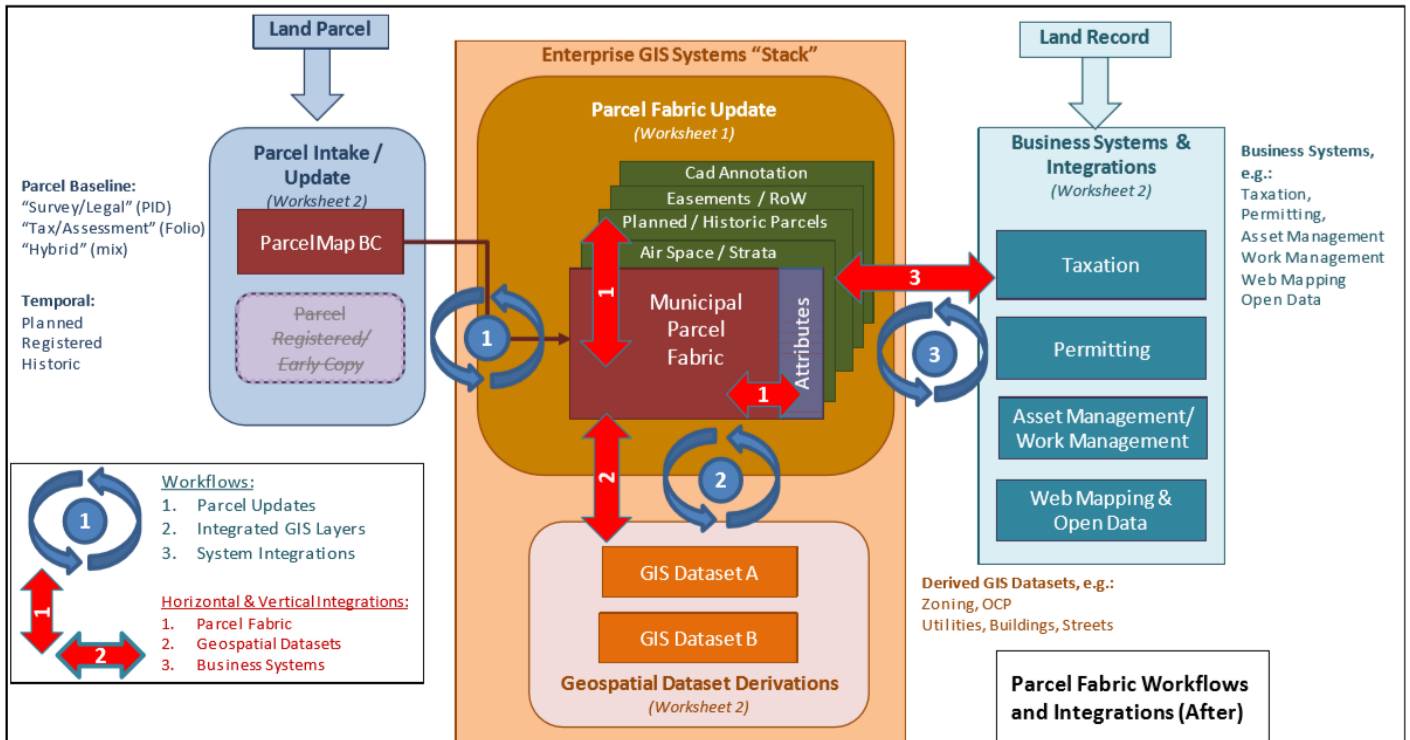 Land Parcel
Parcel Intake /
Update
(Worksheet 2)
ParcelMap BC
Parcel
Registered/
Early Copy
Parcel Baseline:
“Survey/Legal” (PID)
“Tax/Assessment” (Folio)
“Hybrid” (mix)
Temporal:
Planned
Registered
Historic
1
Enterprise GIS Systems “Stack”
Parcel Fabric Update
(Worksheet 1)
Cad Annotation
Easements / RoW
Planned / Historic Parcels
Air Space / Strata
Municipal
Parcel
Fabric
Attributes
1
1
2
2
GIS Dataset A
GIS Dataset B
Geospatial Dataset Derivations
(Worksheet 2)
3
3
Land Record
Business Systems &
Integrations
(Worksheet 2)
Taxation
Permitting
Asset Management/
Work Management
Web Mapping &
Open Data
Business Systems,
e.g.:
Taxation,
Permitting,
Asset Management
Work Management
Web Mapping
Open Data
Derived GIS Datasets, e.g.:
Zoning, OCP
Utilities, Buildings, Streets
1
Workflows:
1. Parcel Updates
2. Integrated GIS Layers
3. System Integrations
1
2
Horizontal & Vertical Integrations:
1. Parcel Fabric
2. Geospatial Datasets
3. Business Systems
Parcel Fabric Workflows
and Integrations (After)